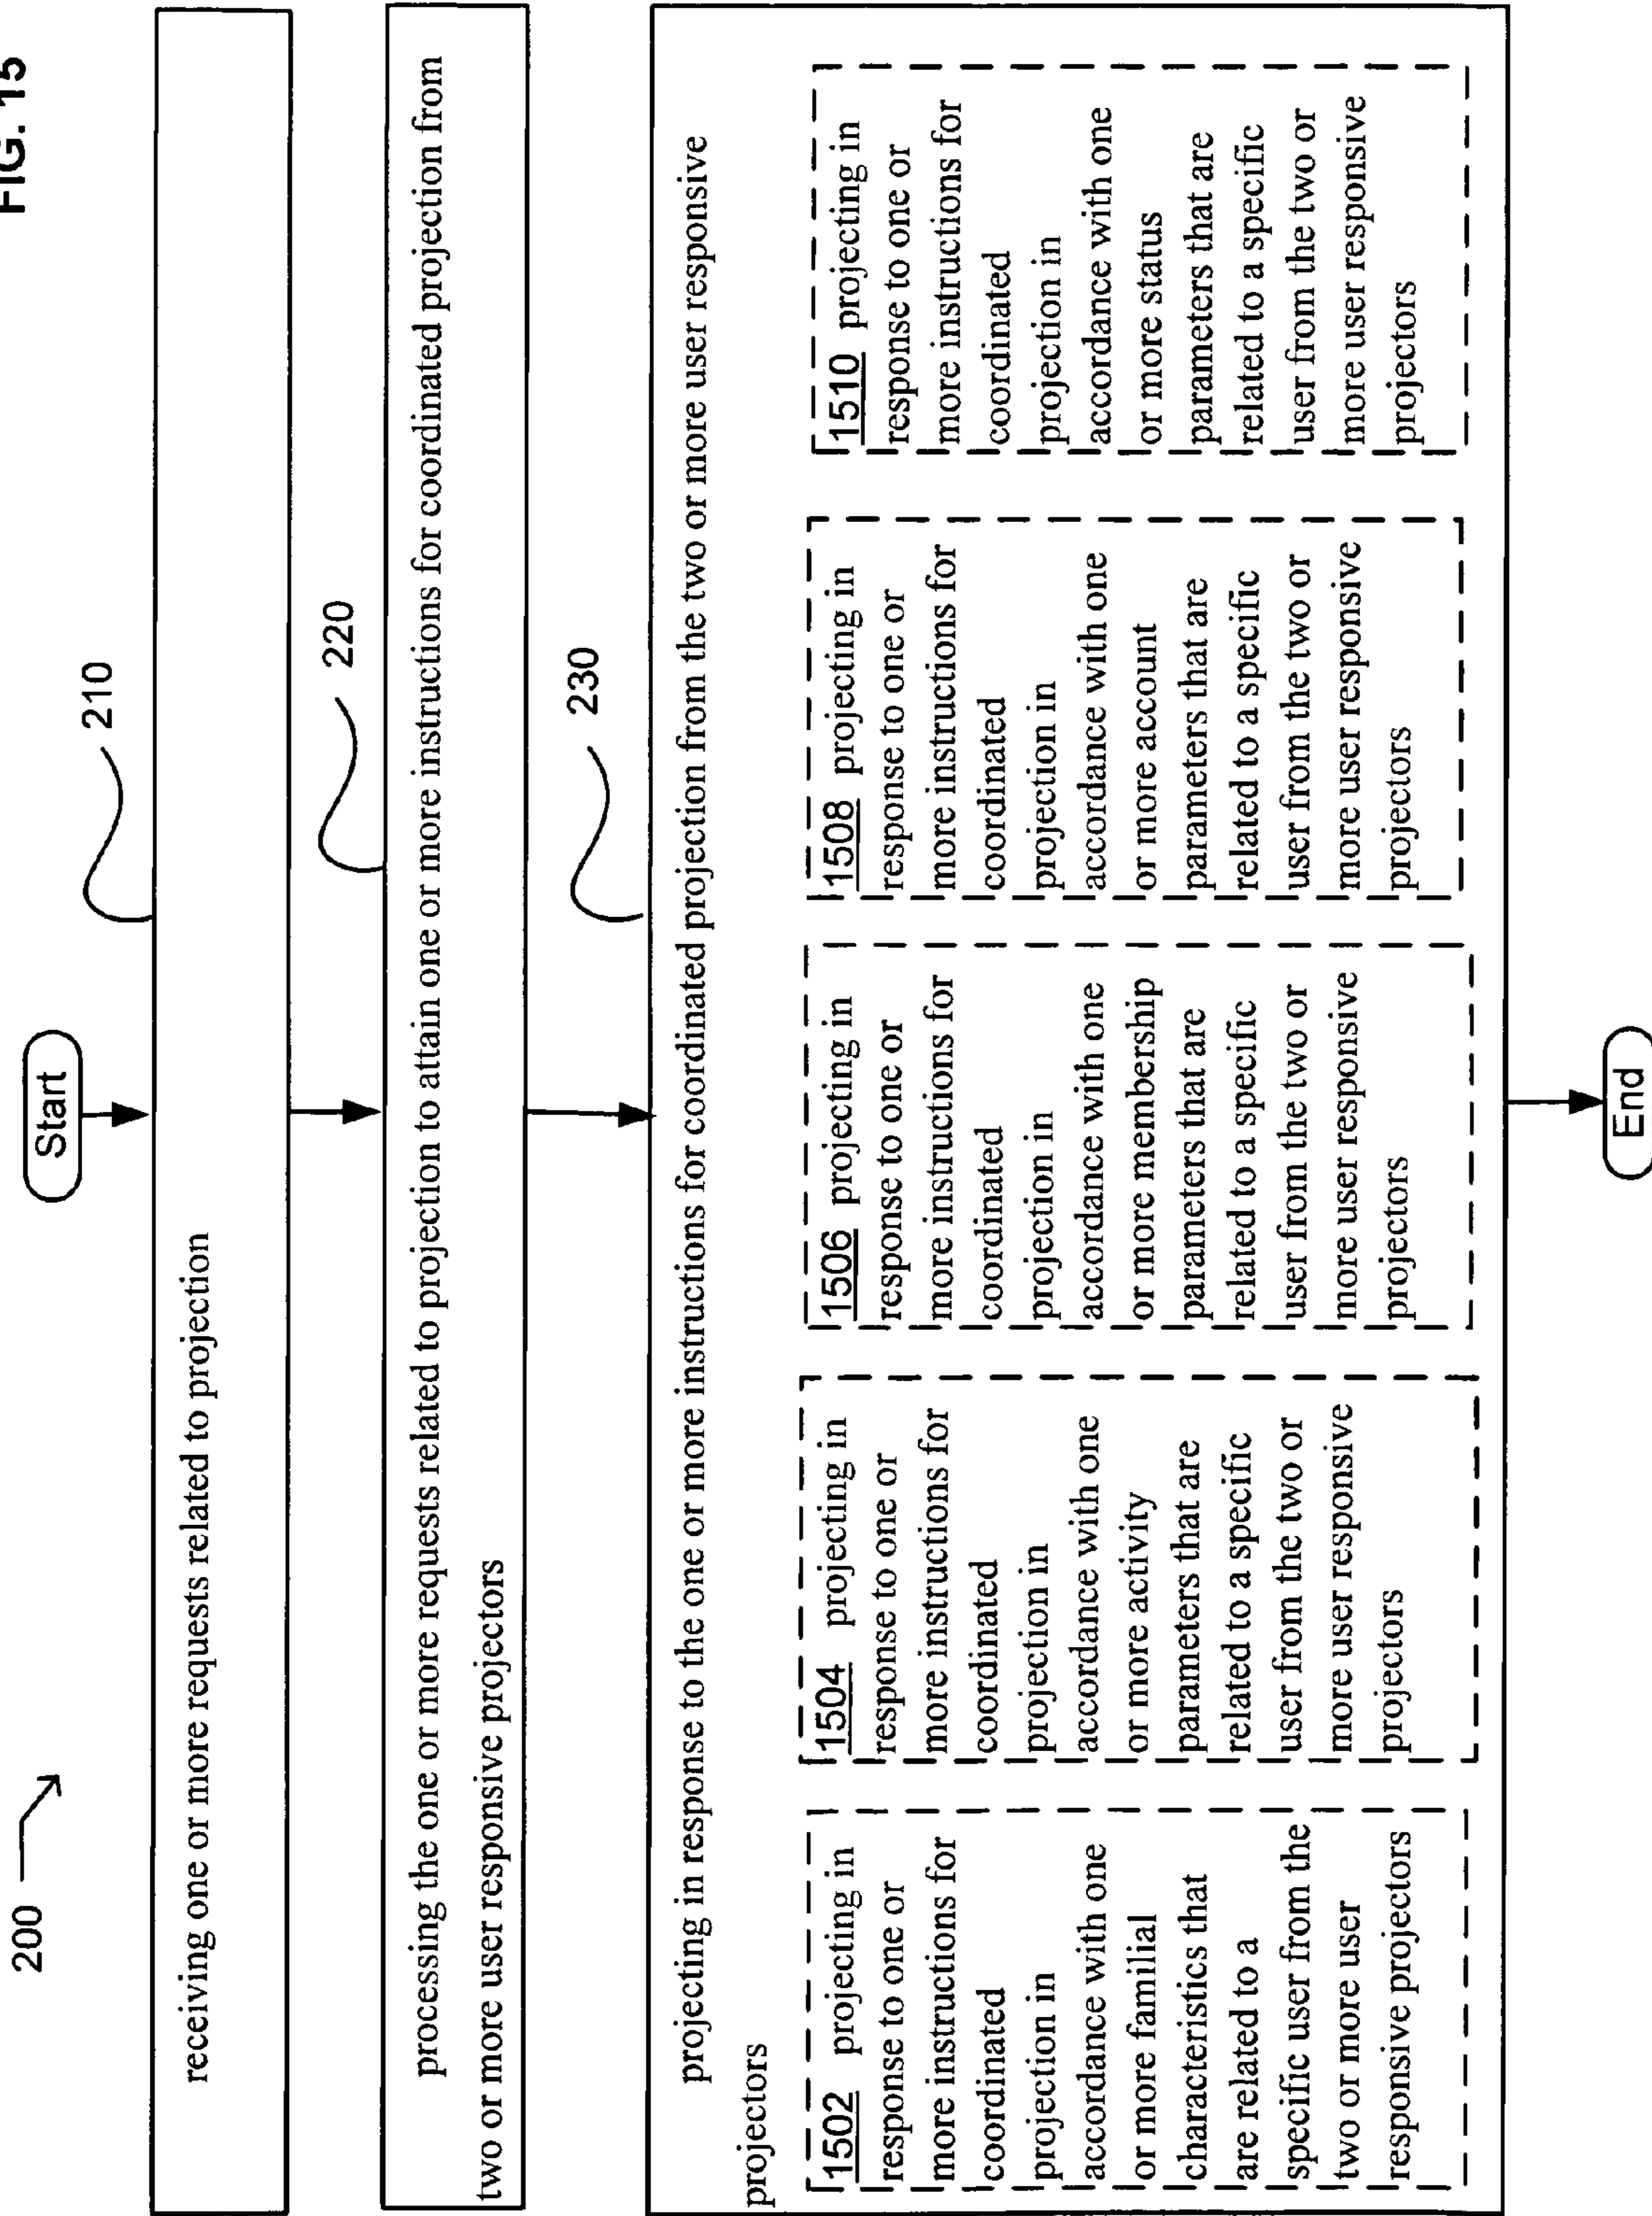 FIG. 15
200
Start
210
receiving one or more requests related to projection
220
processing the one or more requests related to projection to attain one or more instructions for coordinated projection from
two or more user responsive projectors
230
projecting in response to the one or more instructions for coordinated projection from the two or more user responsive
projectors
1502 projecting in
response to one or
more instructions for
coordinated
projection in
accordance with one
or more familial
characteristics that
are related to a
specific user from the
two or more user
responsive projectors
1504 projecting in
response to one or
more instructions for
coordinated
projection in
accordance with one
or more activity
parameters that are
related to a specific
user from the two or
more user responsive
projectors
1506 projecting in
response to one or
more instructions for
coordinated
projection in
accordance with one
or more membership
parameters that are
related to a specific
user from the two or
more user responsive
projectors
1508 projecting in
response to one or
more instructions for
coordinated
projection in
accordance with one
or more account
parameters that are
related to a specific
user from the two or
more user responsive
projectors
1510 projecting in
response to one or
more instructions for
coordinated
projection in
accordance with one
or more status
parameters that are
related to a specific
user from the two or
more user responsive
projectors
End